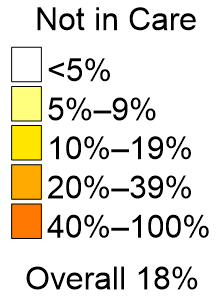 Not in Care
<5%
5%–9%
10%–19%
20%–39%
40%–100%
Overall 18%